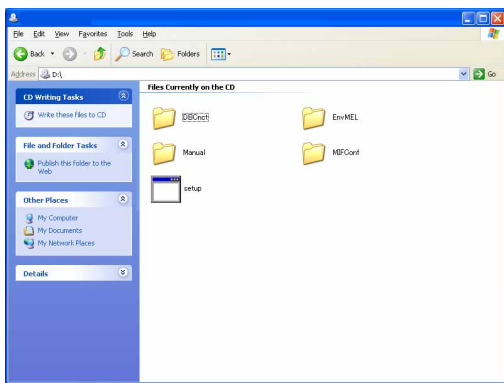 File Edit View Favorites Tools Help
Back Search Folders
Address D:\ Go
CD Writing Tasks
Write these files to CD
File and Folder Tasks
Publish this folder to the
Web
Other Places
My Computer
My Documents
My Network Places
Details
Files Currently on the CD
DBCnct EnvMEL
Manual MIFConf
setup